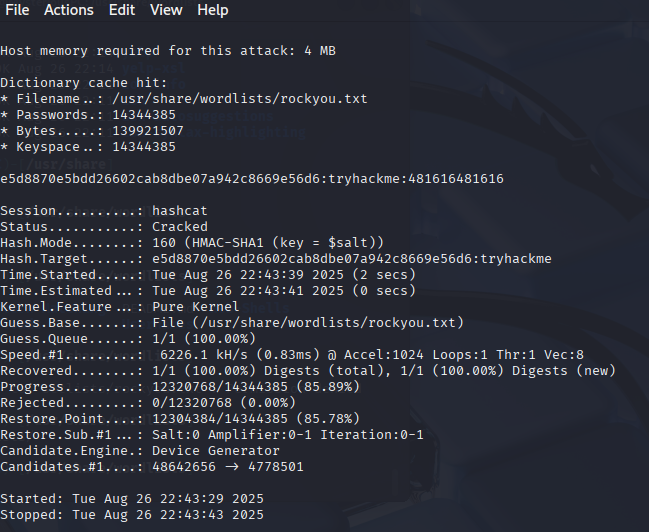 File Actions Edit View Help
Host memory required for this attack: 4 MB
Dictionary cache hit:
* Filename..: /usr/share/wordlists/rockyou.txt
* Passwords.: 14344385
* Bytes.....: 139921507
* Keyspace..: 14344385
e5d8870e5bdd26602cab8dbe07a942c8669e56d6:tryhackme:481616481616
Session..........: hashcat
Status...........: Cracked
Hash.Mode........: 160 (HMAC-SHA1 (key = $salt))
Hash.Target......: e5d8870e5bdd26602cab8dbe07a942c8669e56d6:tryhackme
Time.Started.....: Tue Aug 26 22:43:39 2025 (2 secs)
Time.Estimated...: Tue Aug 26 22:43:41 2025 (0 secs)
Kernel.Feature...: Pure Kernel
Guess.Base.......: File (/usr/share/wordlists/rockyou.txt)
Guess.Queue......: 1/1 (100.00%)
Speed.#1.........: 6226.1 kH/s (0.83ms) @ Accel:1024 Loops:1 Thr:1 Vec:8
Recovered........: 1/1 (100.00%) Digests (total), 1/1 (100.00%) Digests (new)
Progress.........: 12320768/14344385 (85.89%)
Rejected.........: 0/12320768 (0.00%)
Restore.Point....: 12304384/14344385 (85.78%)
Restore.Sub.#1...: Salt:0 Amplifier:0-1 Iteration:0-1
Candidate.Engine.: Device Generator
Candidates.#1....: 48642656 -> 4778501
Started: Tue Aug 26 22:43:29 2025
Stopped: Tue Aug 26 22:43:43 2025